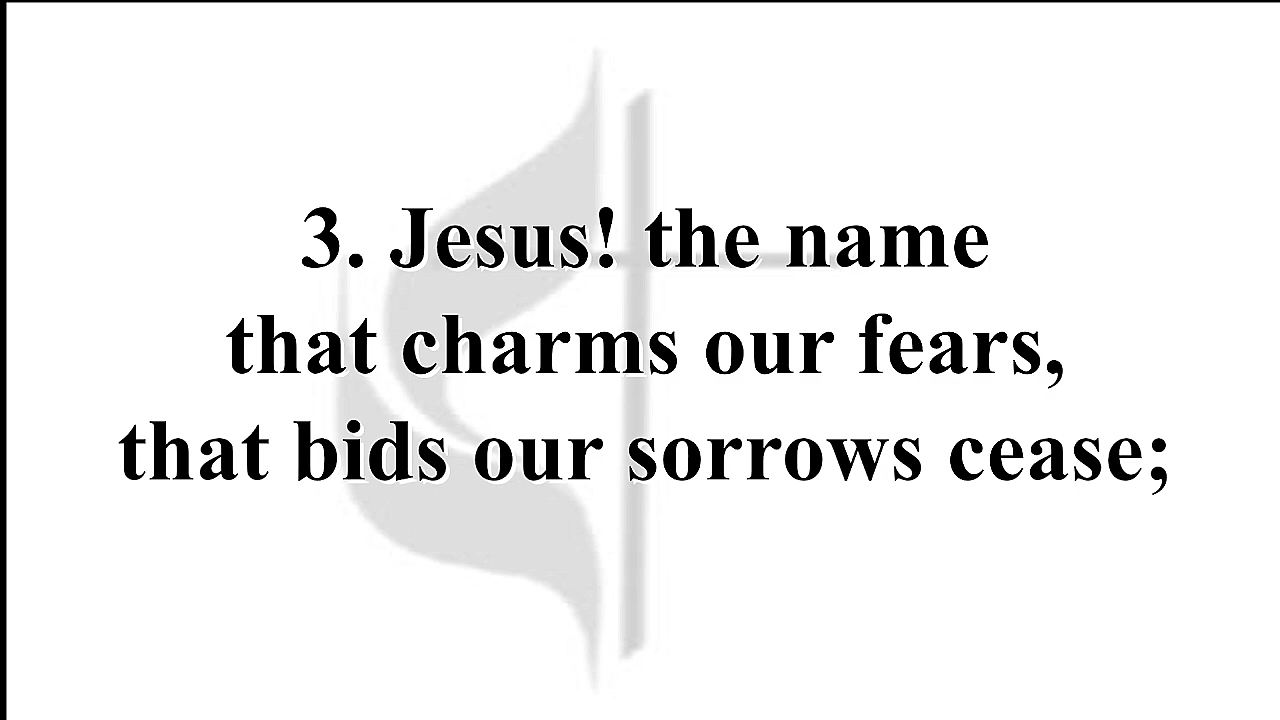 3. Jesus! the name
that charms our fears,
that bids our sorrows cease;